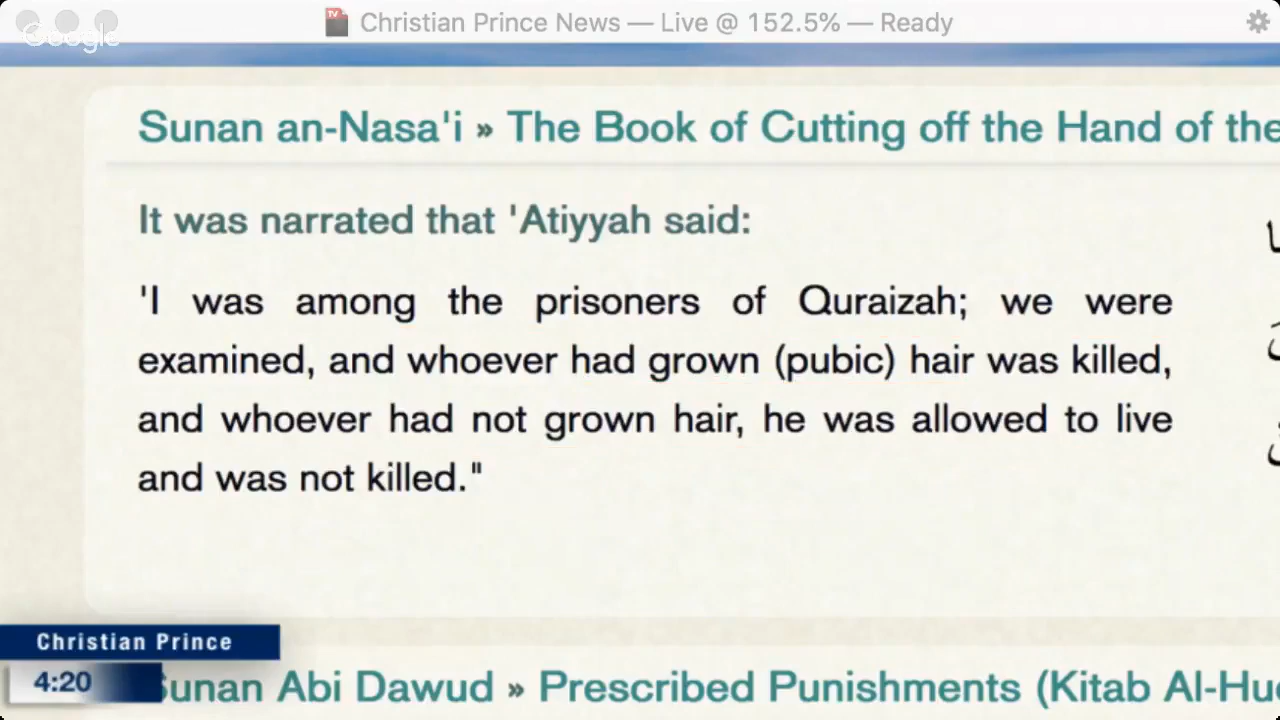 Christian Prince News — Live @ 152.5% — Ready
Google
Sunan an-Nasa'i » The Book of Cutting off the Hand of the
It was narrated that 'Atiyyah said:
'I was among the prisoners of Quraizah; we were
examined, and whoever had grown (pubic) hair was killed,
and whoever had not grown hair, he was allowed to live
and was not killed."
Christian Prince
4:20
Sunan Abi Dawud » Prescribed Punishments (Kitab Al-Hu